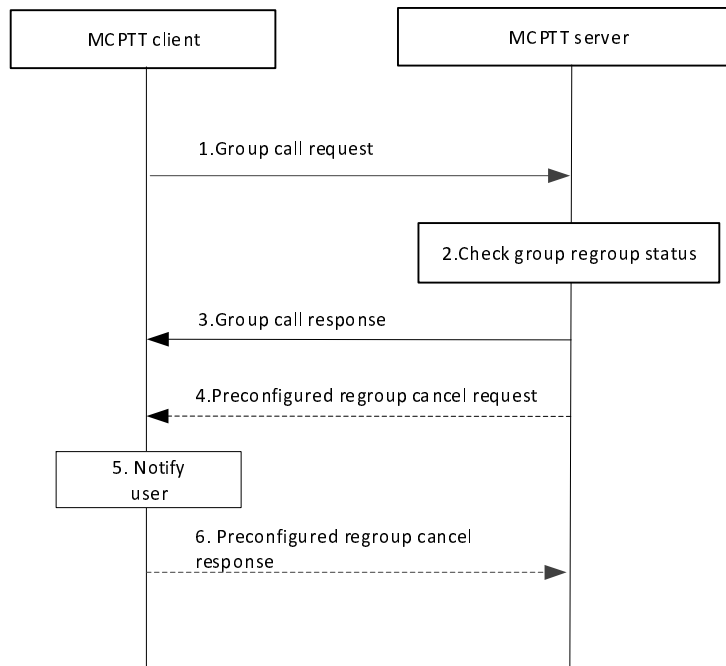 MCPTT client
MCPTT server
1.Group call request
2.Check group regroup status
3.Group call response
4.Preconfigured regroup cancel request
5. Notify
user
6. Preconfigured regroup cancel
response